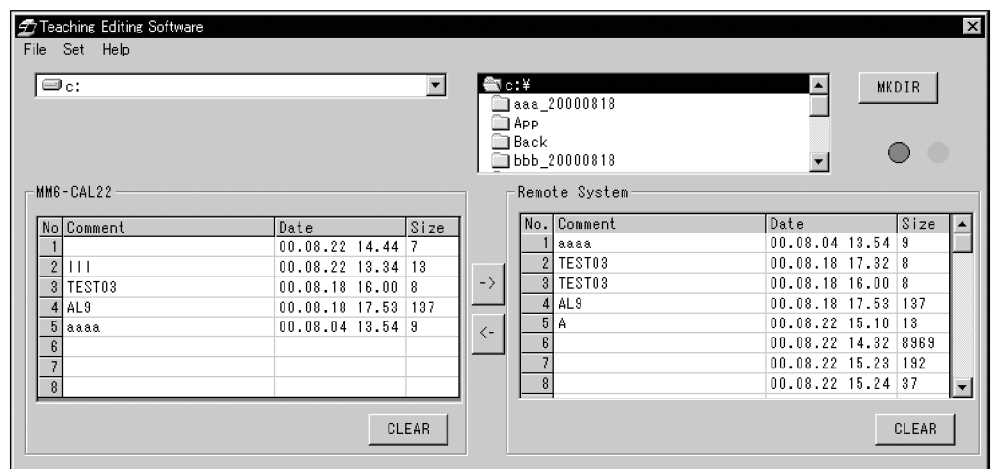 Teaching Editing Software
File Set Help
c:
c:¥
aaa_20000818
App
Back
bbb_20000818
MKDIR
MM6-CAL22
No Comment Date Size
1 00.08.22 14.44 7
2 lll 00.08.22 13.34 13
3 TEST03 00.08.18 16.00 8
4 AL9 00.08.18 17.53 137
5 aaaa 00.08.04 13.54 9
6
7
8
CLEAR
->
<-
Remote System
No. Comment Date Size
1 aaaa 00.08.04 13.54 9
2 TEST03 00.08.18 17.32 8
3 TEST03 00.08.18 16.00 8
4 AL9 00.08.18 17.53 137
5 A 00.08.22 15.10 13
6 00.08.22 14.32 8969
7 00.08.22 15.23 192
8 00.08.22 15.24 37
CLEAR